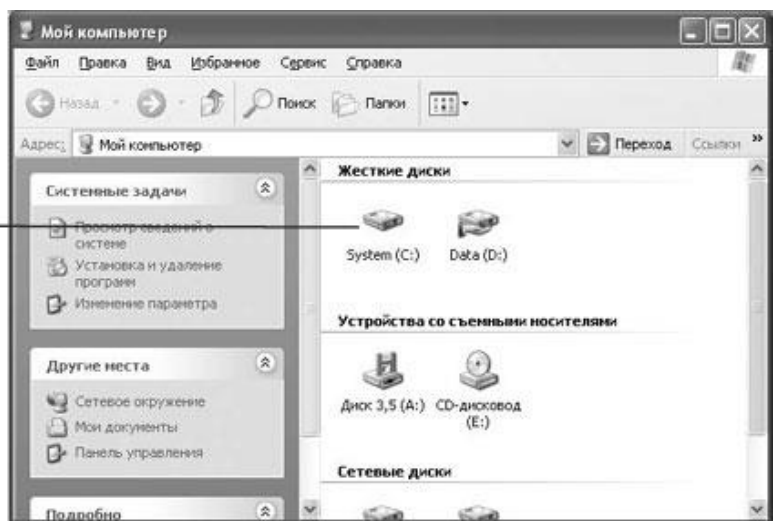 Мой компьютер
Файл Правка Вид Избранное Сервис Справка
Назад Поиск Папки
Адрес: Мой компьютер Переход Ссылки »
Системные задачи
Просмотр сведений о
системе
Установка и удаление
программ
Изменение параметра
Другие места
Сетевое окружение
Мои документы
Панель управления
Подробно
Жесткие диски
System (C:) Data (D:)
Устройства со съемными носителями
Диск 3,5 (A:) CD-дисковод
(E:)
Сетевые диски